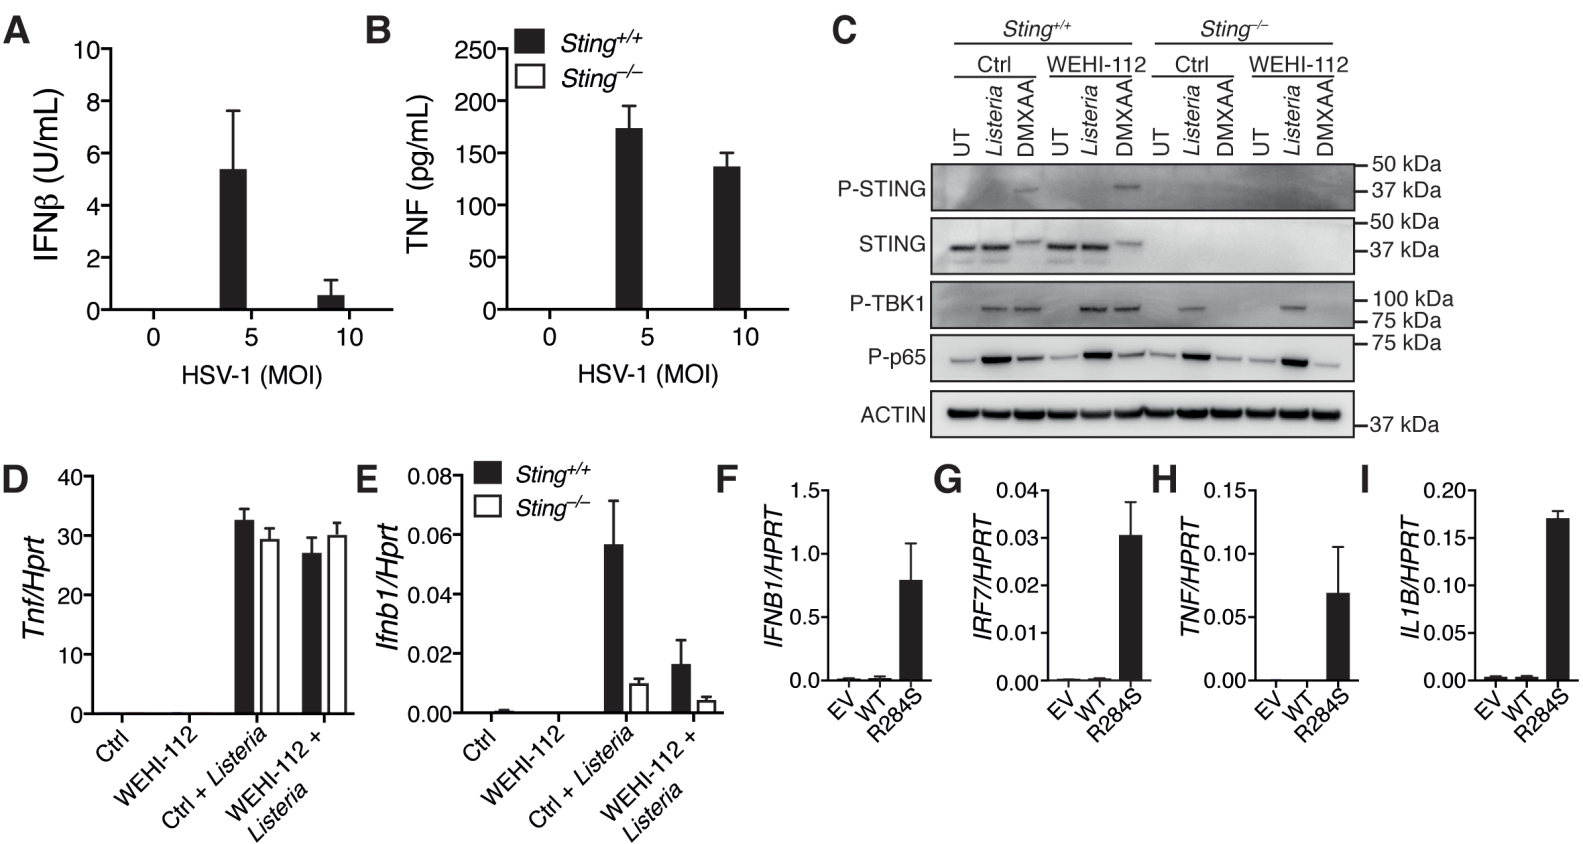 A
IFNβ (U/mL)
10
8
6
4
2
0
0 5 10
HSV-1 (MOI)
B
TNF (pg/mL)
250
200
150
100
50
0
Sting+/+
Sting–/–
0 5 10
HSV-1 (MOI)
C
Sting+/+ Sting–/–
Ctrl WEHI-112 Ctrl WEHI-112
UT Listeria DMXAA UT Listeria DMXAA UT Listeria DMXAA UT Listeria DMXAA
P-STING
50 kDa
37 kDa
STING
50 kDa
37 kDa
P-TBK1
100 kDa
75 kDa
P-p65
75 kDa
ACTIN
37 kDa
D
Tnf/Hprt
40
30
20
10
0
Ctrl
WEHI-112
Ctrl + Listeria
WEHI-112 +
Listeria
E
Ifnb1/Hprt
0.08
0.06
0.04
0.02
0.00
Sting+/+
Sting–/–
Ctrl
WEHI-112
Ctrl + Listeria
WEHI-112 +
Listeria
F
IFNB1/HPRT
1.5
1.0
0.5
0.0
EV
WT
R284S
G
IRF7/HPRT
0.04
0.03
0.02
0.01
0.00
EV
WT
R284S
H
TNF/HPRT
0.15
0.10
0.05
0.00
EV
WT
R284S
I
IL1B/HPRT
0.20
0.15
0.10
0.05
0.00
EV
WT
R284S